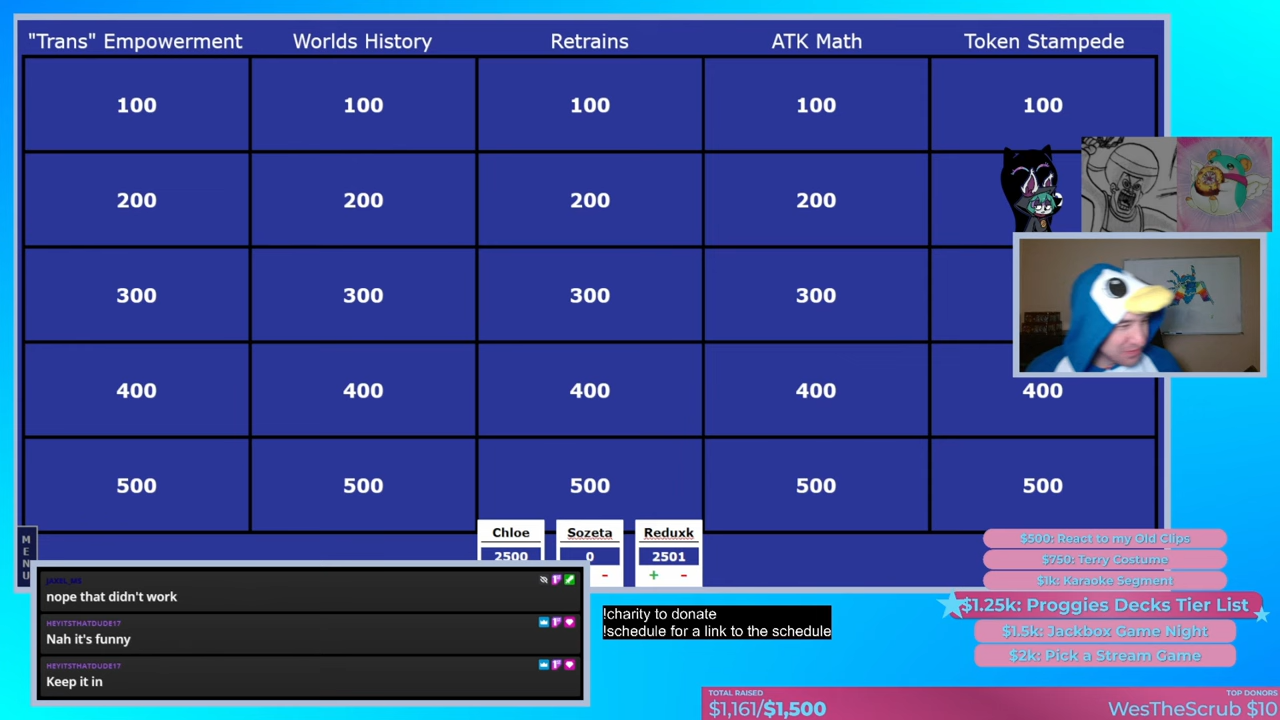 "Trans" Empowerment
Worlds History
Retrains
ATK Math
Token Stampede
100
100
100
100
100
200
200
200
200
300
300
300
300
400
400
400
400
400
500
500
500
500
500
MENU
Chloe
2500
Sozeta
0
-
Reduxk
2501
+ -
JAXEL_MS
nope that didn't work
HEYITSTHATDUDE17
Nah it's funny
HEYITSTHATDUDE17
Keep it in
!charity to donate
!schedule for a link to the schedule
$500: React to my Old Clips
$750: Terry Costume
$1k: Karaoke Segment
$1.25k: Proggies Decks Tier List
$1.5k: Jackbox Game Night
$2k: Pick a Stream Game
TOTAL RAISED
$1,161/$1,500
TOP DONORS
WesTheScrub $10